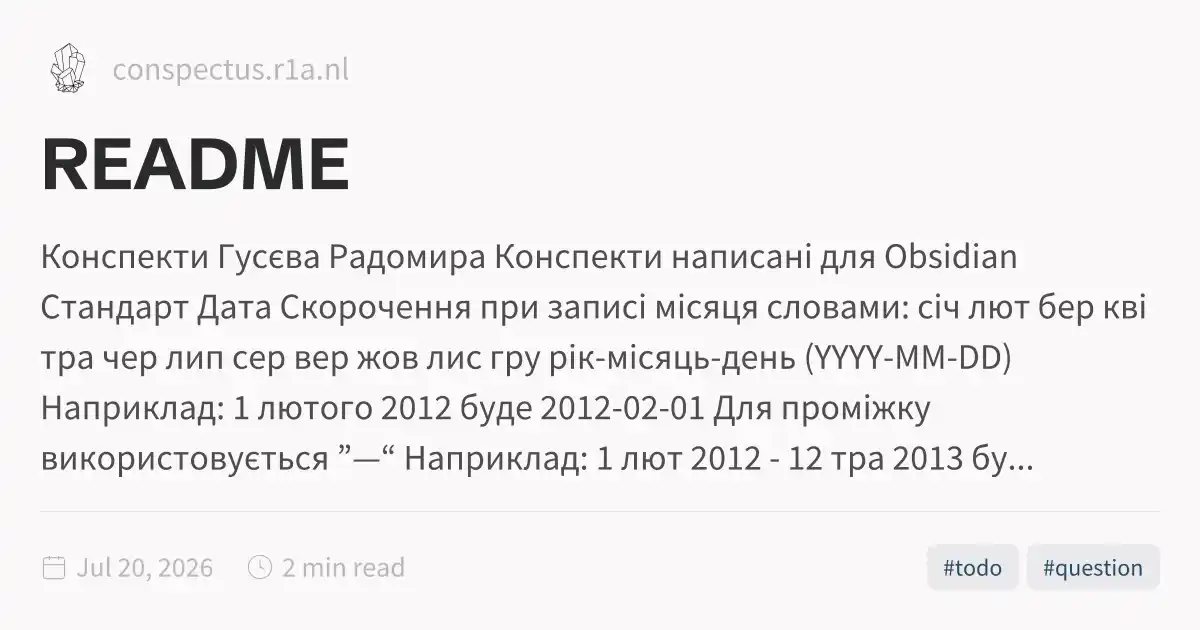 conspectus.r1a.nl
README
Конспекти Гусєва Радомира Конспекти написані для Obsidian
Стандарт Дата Скорочення при записі місяця словами: січ лют бер кві
тра чер лип сер вер жов лис гру рік-місяць-день (YYYY-MM-DD)
Наприклад: 1 лютого 2012 буде 2012-02-01 Для проміжку
використовується ”—“ Наприклад: 1 лют 2012 - 12 тра 2013 бу...
Jul 20, 2026 2 min read #todo #question